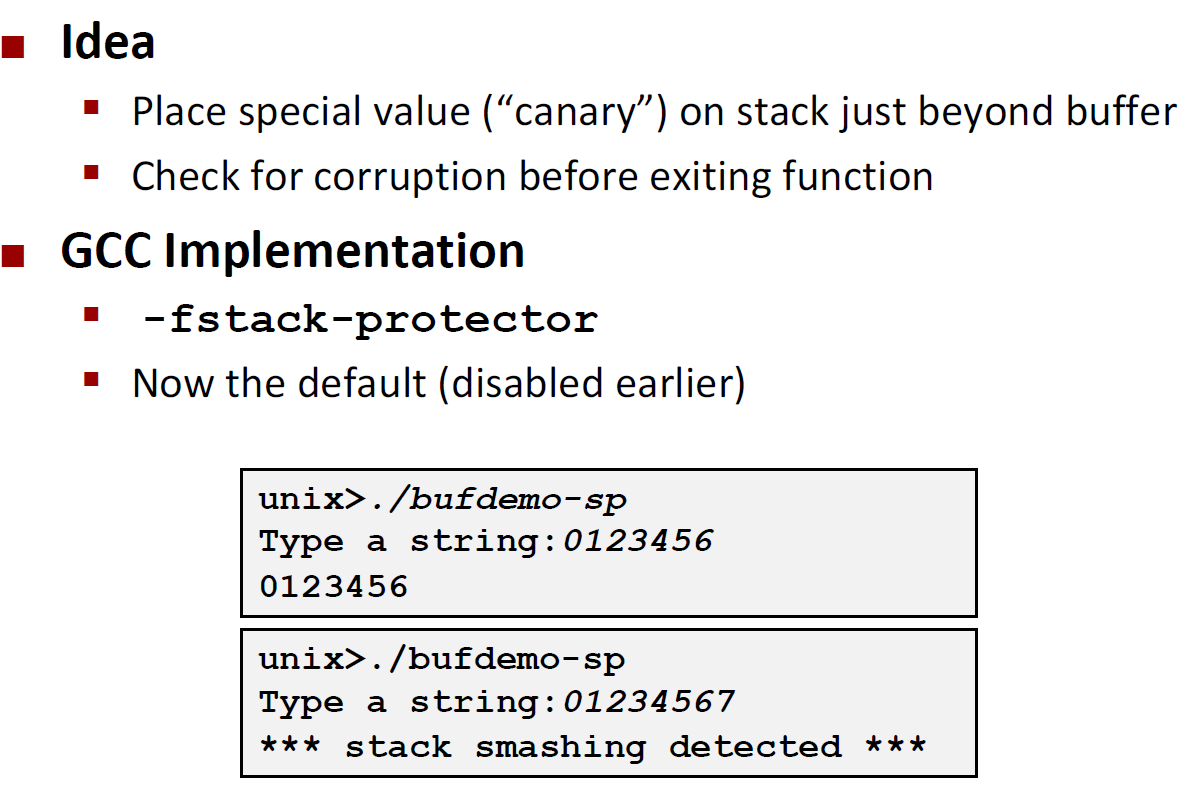 Idea
Place special value (“canary”) on stack just beyond buffer
Check for corruption before exiting function
GCC Implementation
-fstack-protector
Now the default (disabled earlier)
unix>./bufdemo-sp
Type a string:0123456
0123456
unix>./bufdemo-sp
Type a string:01234567
*** stack smashing detected ***